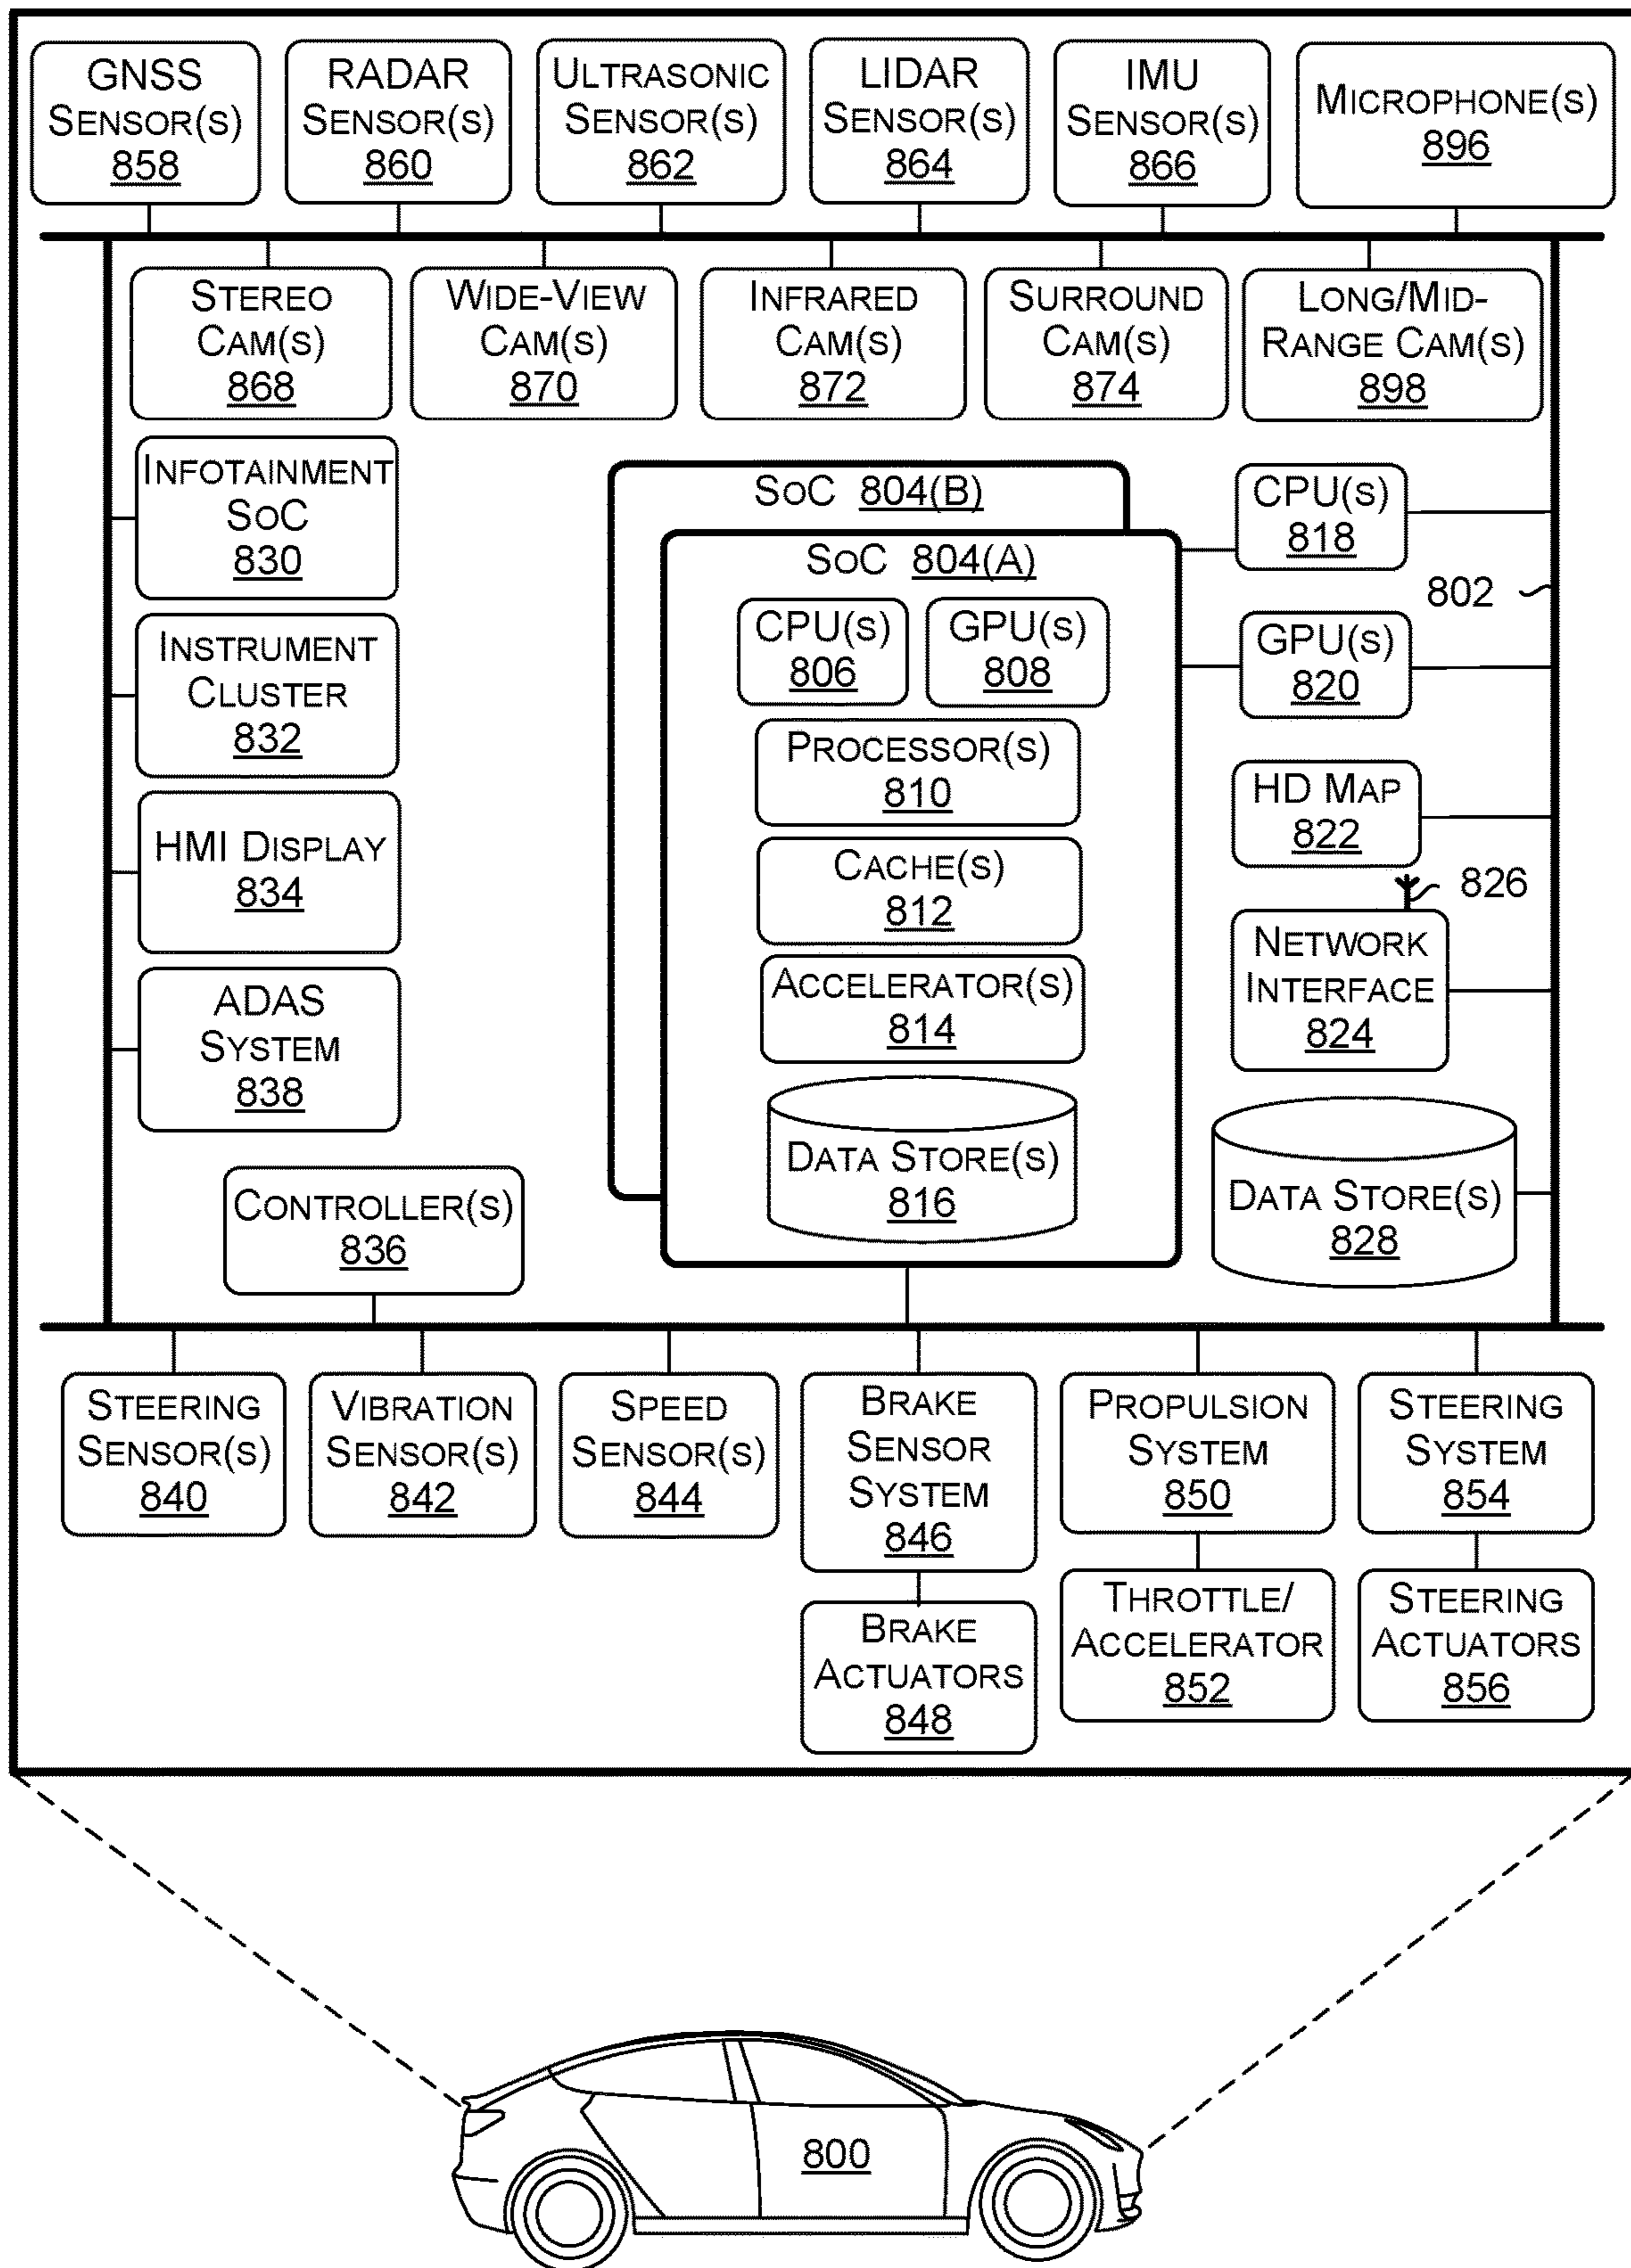 GNSS
SENSOR(S)
858
RADAR
SENSOR(S)
860
ULTRASONIC
SENSOR(S)
862
LIDAR
SENSOR(S)
864
IMU
SENSOR(S)
866
MICROPHONE(S)
896
STEREO
CAM(S)
868
WIDE-VIEW
CAM(S)
870
INFRARED
CAM(S)
872
SURROUND
CAM(S)
874
LONG/MID-
RANGE CAM(S)
898
INFOTAINMENT
SOC
830
INSTRUMENT
CLUSTER
832
HMI DISPLAY
834
ADAS
SYSTEM
838
CONTROLLER(S)
836
SOC 804(B)
SOC 804(A)
CPU(S)
806
GPU(S)
808
PROCESSOR(S)
810
CACHE(S)
812
ACCELERATOR(S)
814
DATA STORE(S)
816
CPU(S)
818
802
GPU(S)
820
HD MAP
822
826
NETWORK
INTERFACE
824
DATA STORE(S)
828
STEERING
SENSOR(S)
840
VIBRATION
SENSOR(S)
842
SPEED
SENSOR(S)
844
BRAKE
SENSOR
SYSTEM
846
PROPULSION
SYSTEM
850
STEERING
SYSTEM
854
BRAKE
ACTUATORS
848
THROTTLE/
ACCELERATOR
852
STEERING
ACTUATORS
856
800